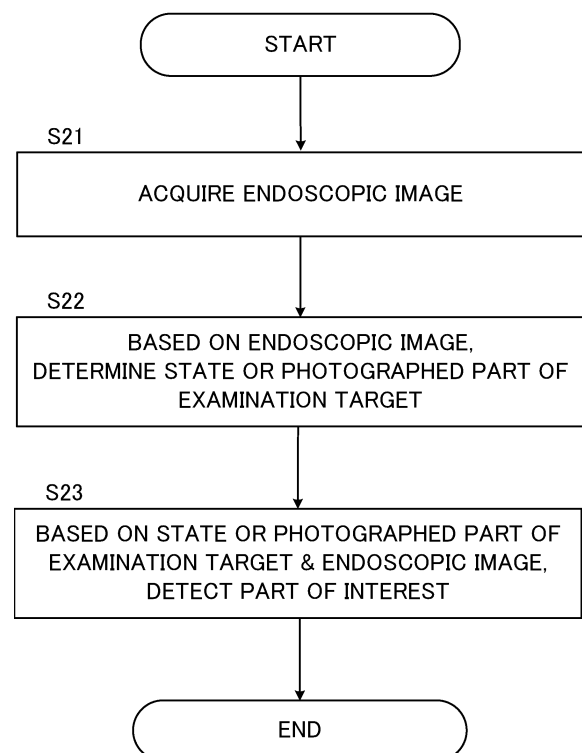 START
S21
ACQUIRE ENDOSCOPIC IMAGE
S22
BASED ON ENDOSCOPIC IMAGE,
DETERMINE STATE OR PHOTOGRAPHED PART OF
EXAMINATION TARGET
S23
BASED ON STATE OR PHOTOGRAPHED PART OF
EXAMINATION TARGET & ENDOSCOPIC IMAGE,
DETECT PART OF INTEREST
END